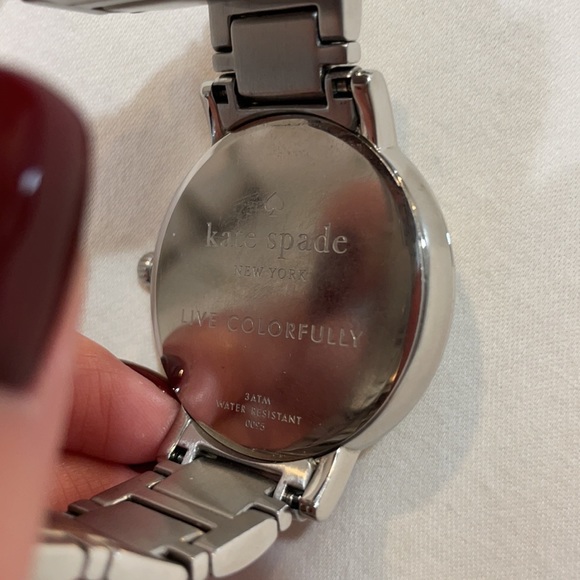 kate spade
NEW YORK
LIVE COLORFULLY
3ATM
WATER RESISTANT